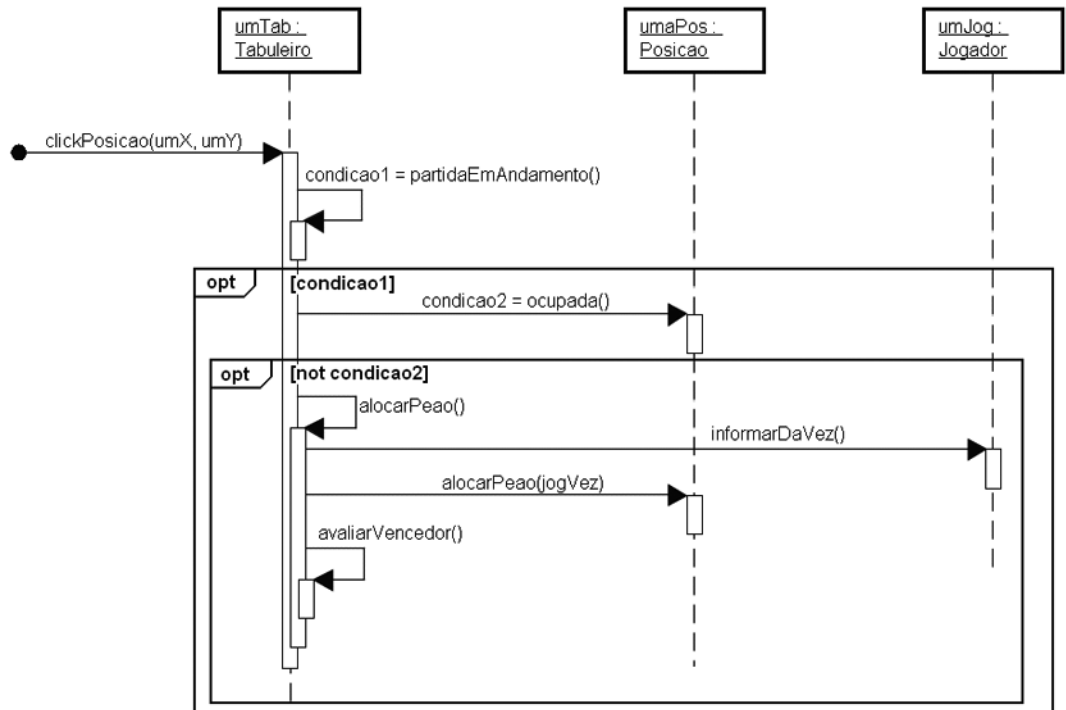 umTab :
Tabuleiro
umaPos :
Posicao
umJog :
Jogador
clickPosicao(umX, umY)
condicao1 = partidaEmAndamento()
opt
[condicao1]
condicao2 = ocupada()
opt
[not condicao2]
alocarPeao()
informarDaVez()
alocarPeao(jogVez)
avaliarVencedor()